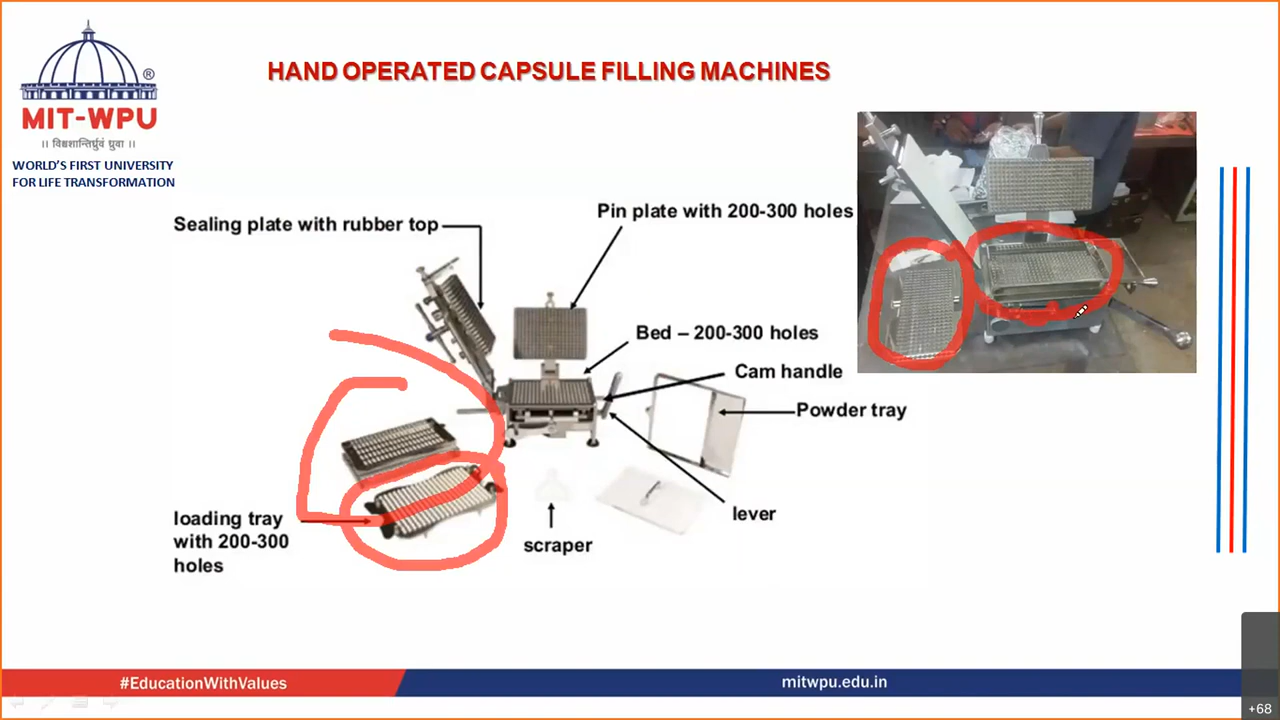 HAND OPERATED CAPSULE FILLING MACHINES
®
MIT-WPU
।। विश्वशान्तिर्ध्रुवं ध्रुवा ।।
WORLD'S FIRST UNIVERSITY
FOR LIFE TRANSFORMATION
Sealing plate with rubber top
Pin plate with 200-300 holes
Bed – 200-300 holes
Cam handle
Powder tray
lever
loading tray
with 200-300
holes
scraper
#EducationWithValues
mitwpu.edu.in
+68